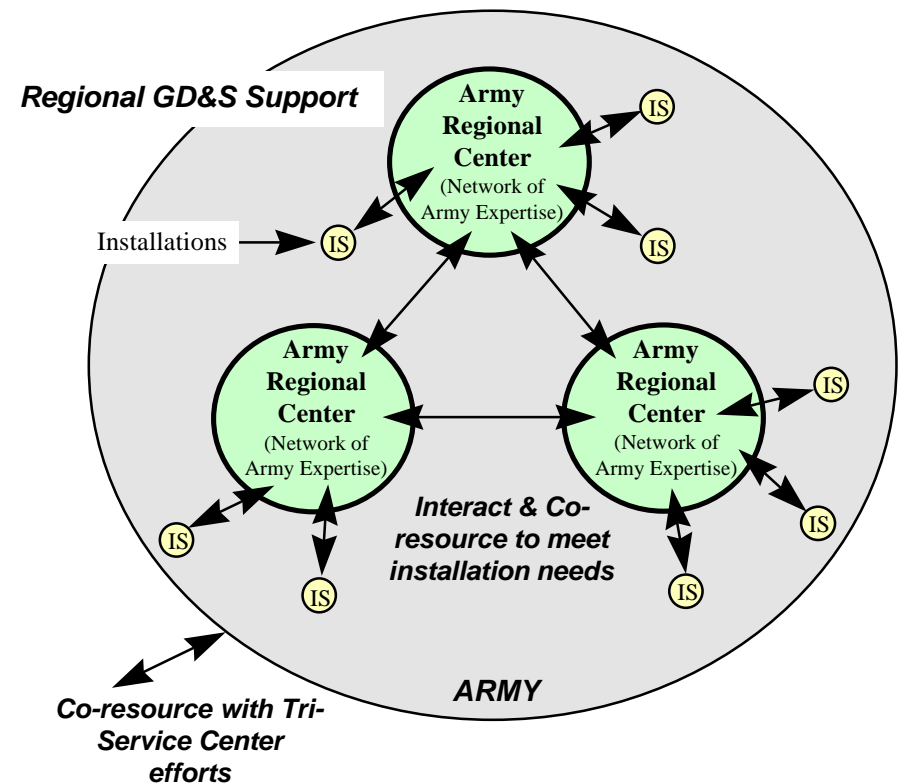 Regional GD&S Support
Army
Regional
Center
(Network of
Army Expertise)
IS
IS
IS
Installations
IS
Army
Regional
Center
(Network of
Army Expertise)
Army
Regional
Center
(Network of
Army Expertise)
IS
IS
IS
IS
IS
Interact & Co-
resource to meet
installation needs
ARMY
Co-resource with Tri-
Service Center
efforts